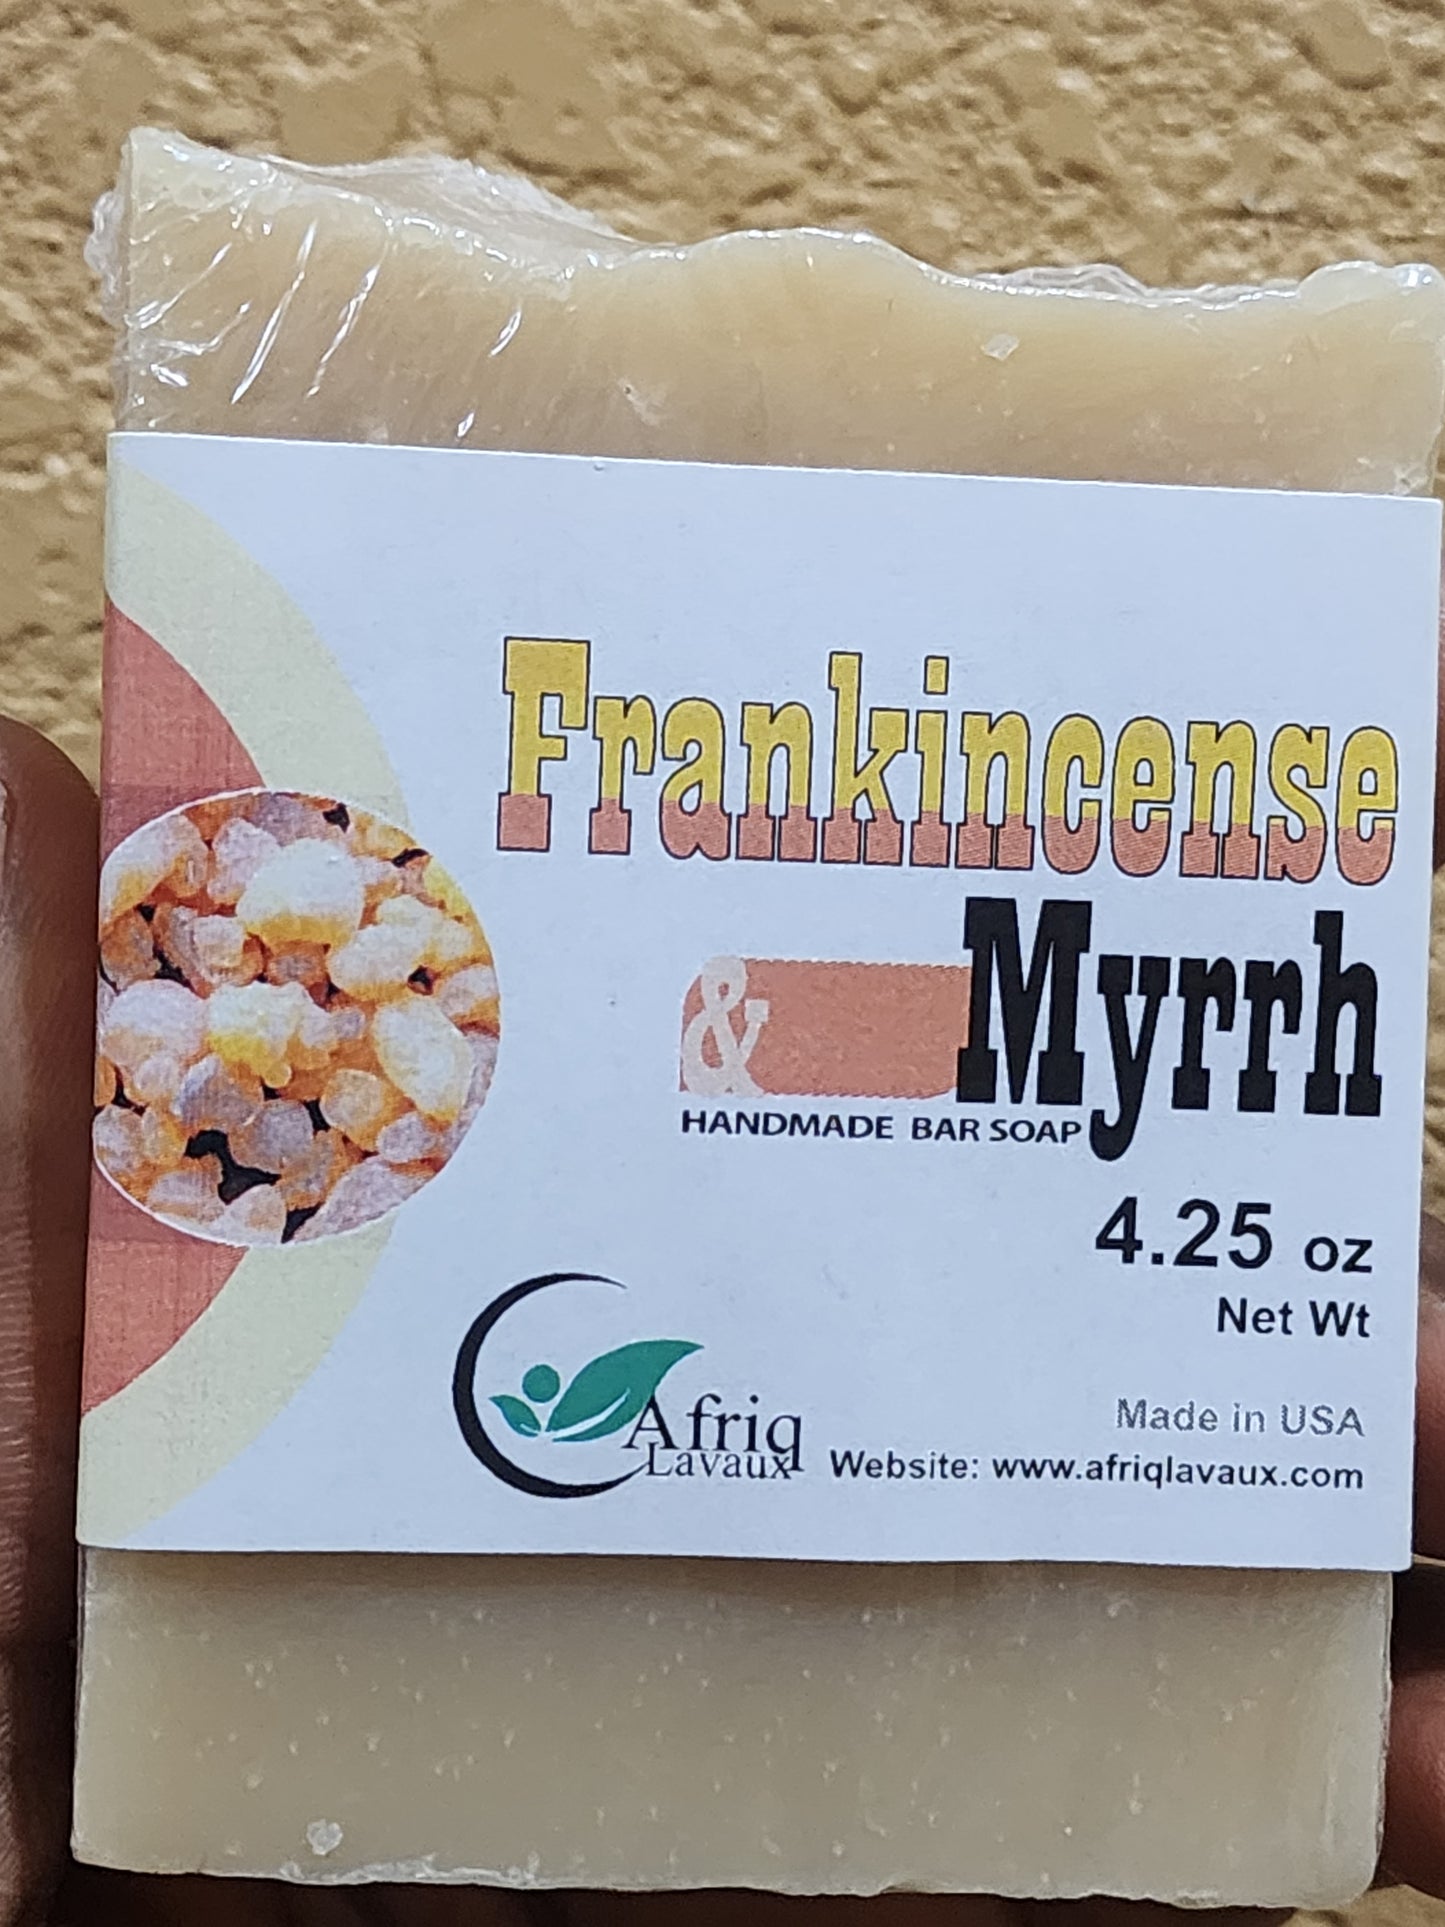 Frankincense
& Myrrh
HANDMADE BAR SOAP
4.25 oz
Net Wt
Made in USA
Afriq
Lavaux
Website: www.afriqlavaux.com